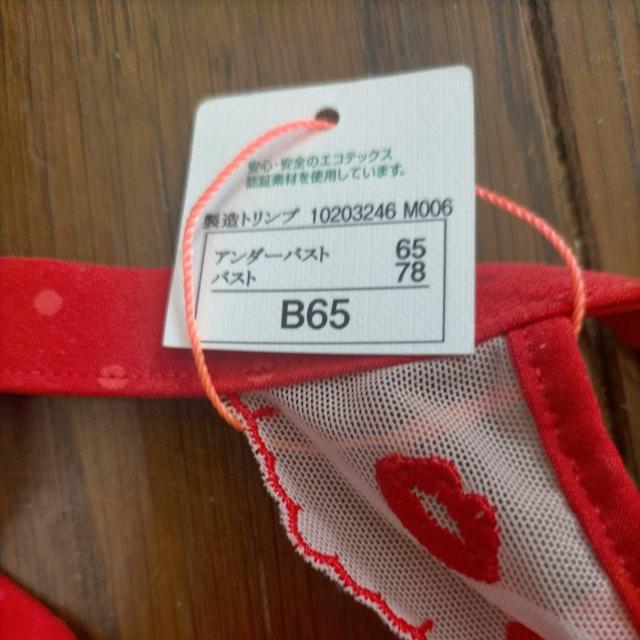 安心・安全のエコテックス
認証素材を使用しています。
製造トリンプ 10203246 M006
アンダーバスト 65
バスト 78
B65